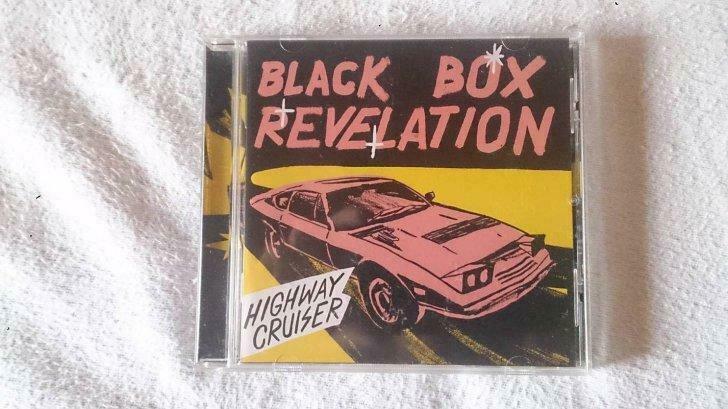 BLACK BOX
REVELATION
HIGHWAY
CRUISER